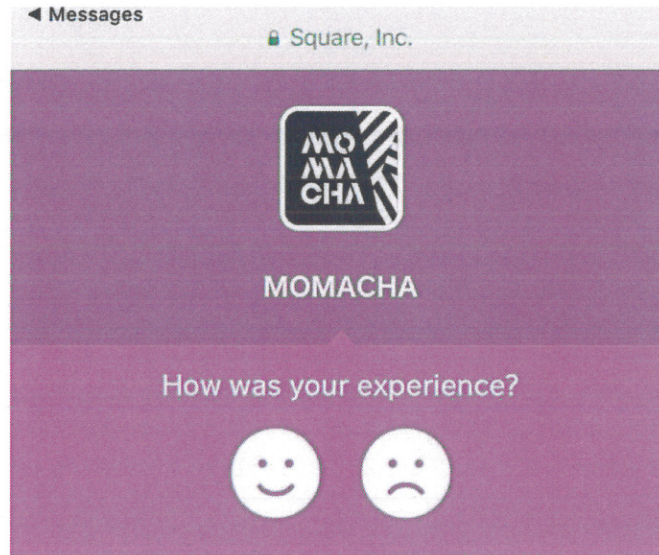 ◀ Messages
Square, Inc.
MO
MA
CHA
MOMACHA
How was your experience?